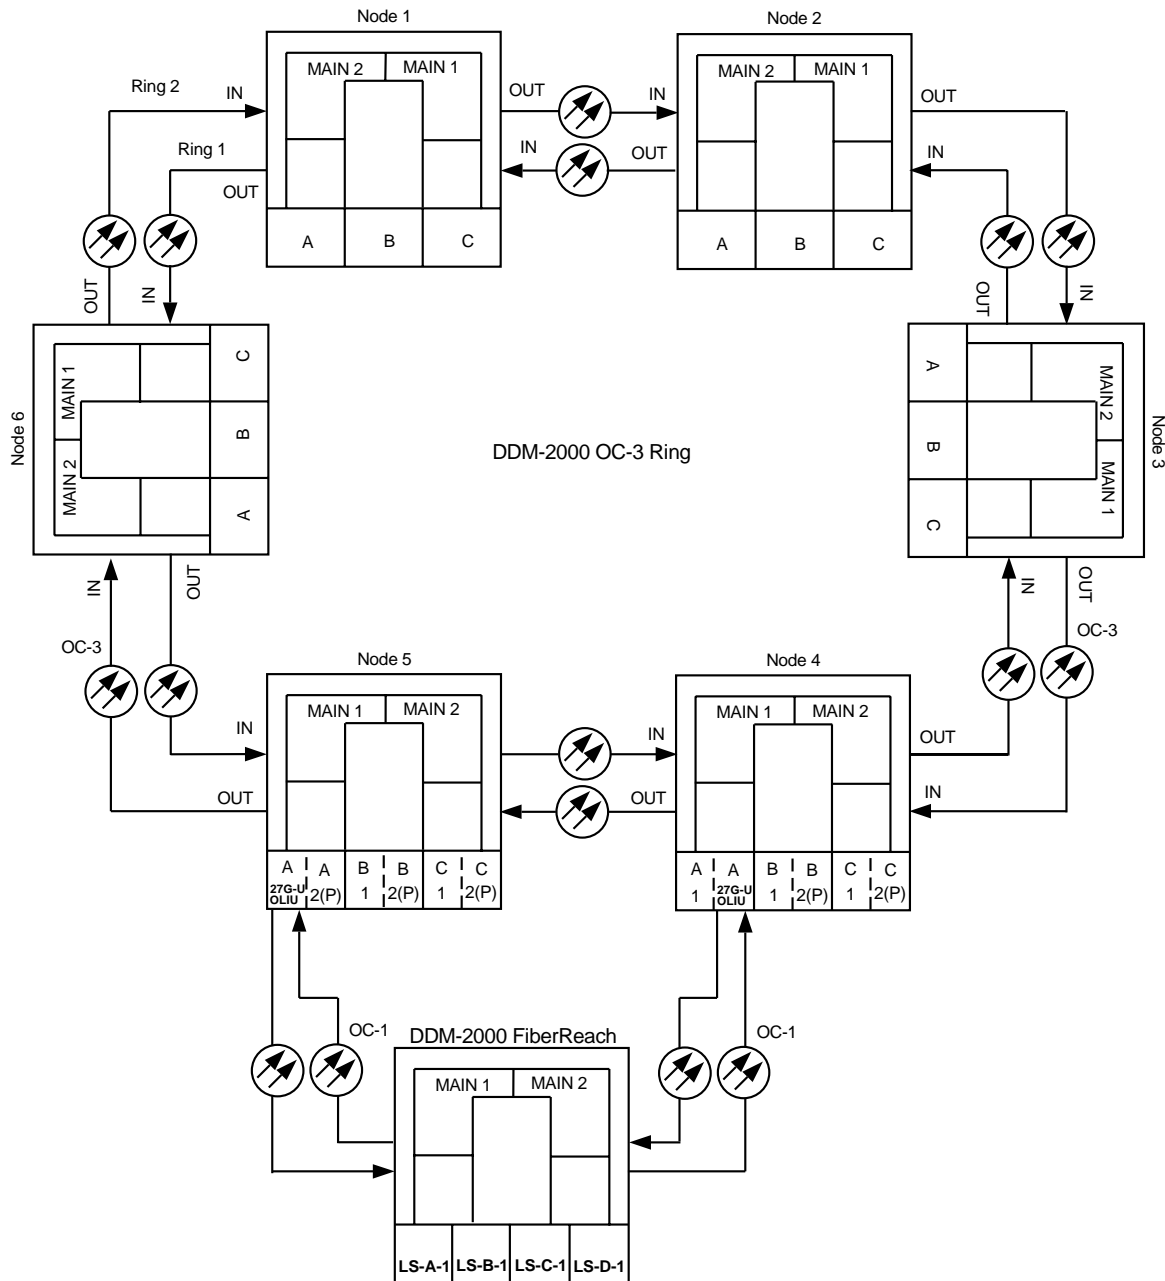 Node 1
Node 2
MAIN 2
MAIN 1
MAIN 2
MAIN 1
Ring 2
IN
OUT
IN
OUT
Ring 1
OUT
IN
OUT
IN
A
B
C
A
B
C
OUT
IN
OUT
IN
Node 6
MAIN 1
MAIN 2
C
B
A
DDM-2000 OC-3 Ring
A
B
C
MAIN 2
MAIN 1
Node 3
IN
OUT
IN
OUT
OC-3
OC-3
Node 5
Node 4
MAIN 1
MAIN 2
MAIN 1
MAIN 2
IN
IN
OUT
OUT
OUT
IN
A
A
B
B
C
C
27G-U
OLIU
2(P)
1
2(P)
1
2(P)
A
A
B
B
C
C
1
27G-U
OLIU
1
2(P)
1
2(P)
OC-1
DDM-2000 FiberReach
OC-1
MAIN 1
MAIN 2
LS-A-1
LS-B-1
LS-C-1
LS-D-1